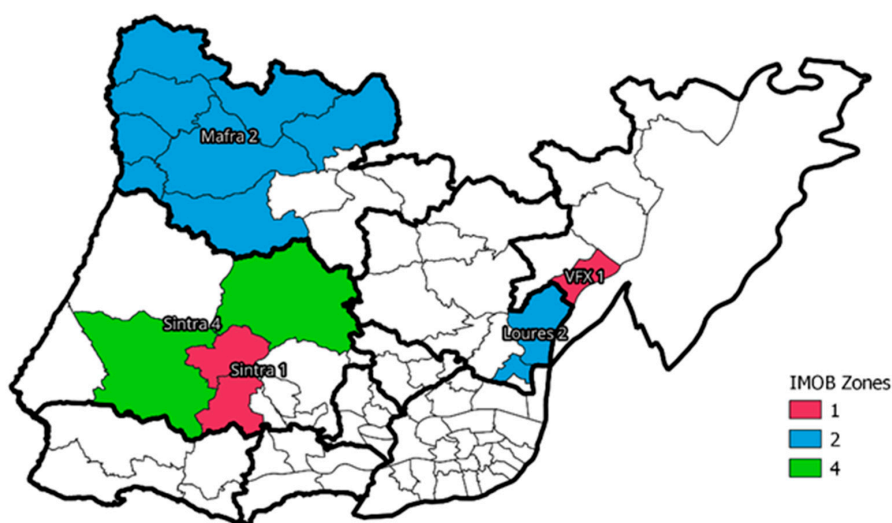 Mafra 2
VFX 1
Sintra 4
Loures 2
Sintra 1
IMOB Zones
1
2
4